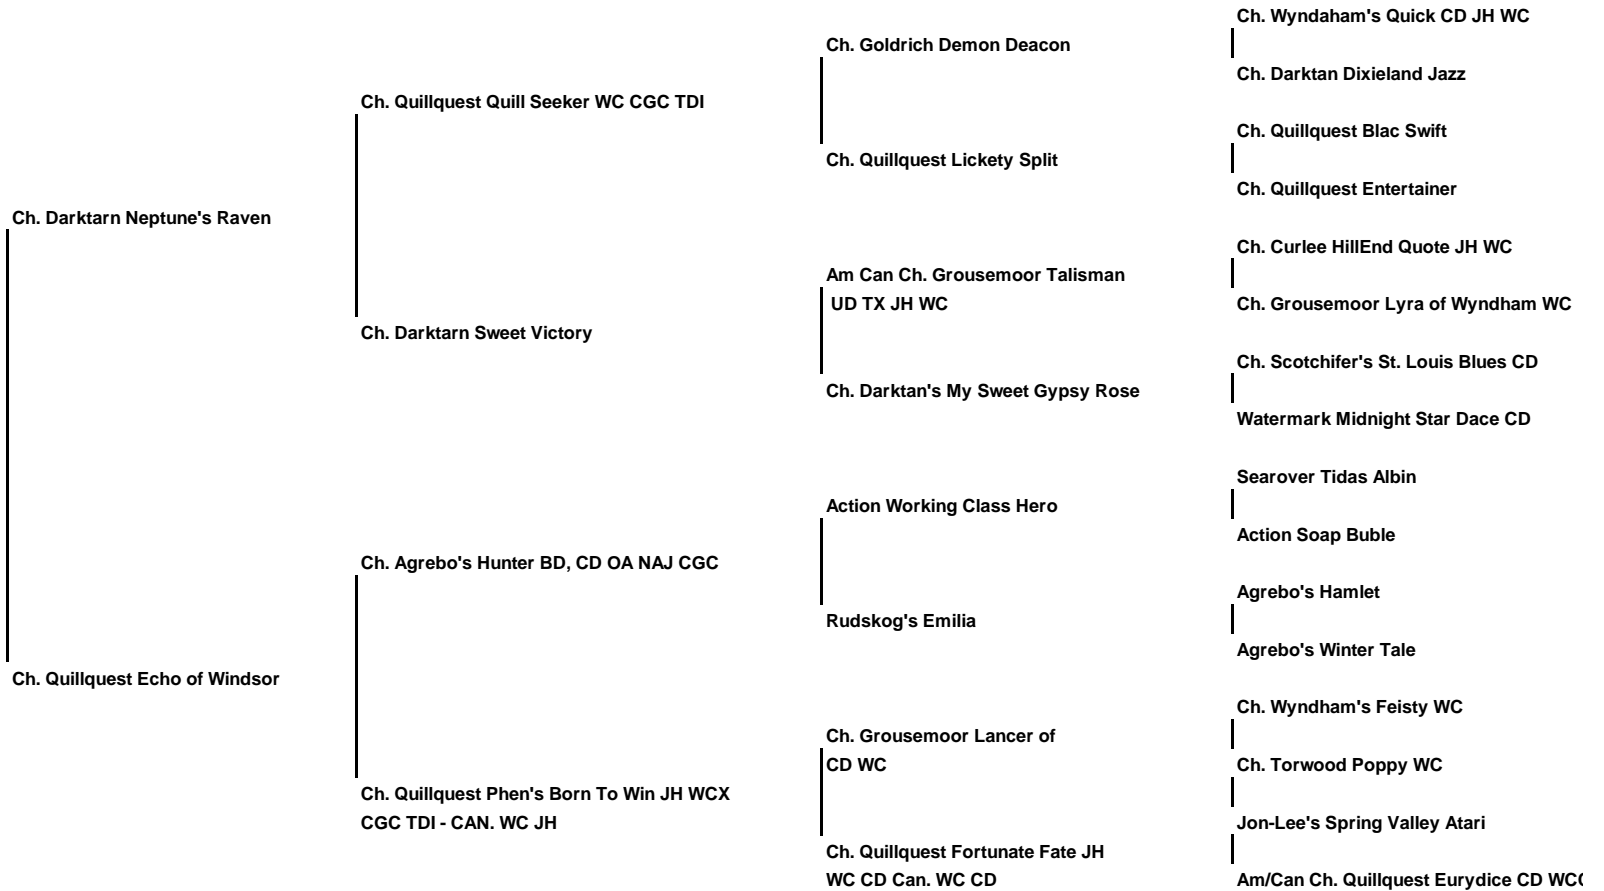 Ch. Darktarn Neptune's Raven
Ch. Quillquest Echo of Windsor
Ch. Quillquest Quill Seeker WC CGC TDI
Ch. Darktarn Sweet Victory
Ch. Agrebo's Hunter BD, CD OA NAJ CGC
Ch. Quillquest Phen's Born To Win JH WCX
CGC TDI - CAN. WC JH
Ch. Goldrich Demon Deacon
Ch. Quillquest Lickety Split
Am Can Ch. Grousemoor Talisman
UD TX JH WC
Ch. Darktan's My Sweet Gypsy Rose
Action Working Class Hero
Rudskog's Emilia
Ch. Grousemoor Lancer of
CD WC
Ch. Quillquest Fortunate Fate JH
WC CD Can. WC CD
Ch. Wyndaham's Quick CD JH WC
Ch. Darktan Dixieland Jazz
Ch. Quillquest Blac Swift
Ch. Quillquest Entertainer
Ch. Curlee HillEnd Quote JH WC
Ch. Grousemoor Lyra of Wyndham WC
Ch. Scotchifer's St. Louis Blues CD
Watermark Midnight Star Dace CD
Searover Tidas Albin
Action Soap Buble
Agrebo's Hamlet
Agrebo's Winter Tale
Ch. Wyndham's Feisty WC
Ch. Torwood Poppy WC
Jon-Lee's Spring Valley Atari
Am/Can Ch. Quillquest Eurydice CD